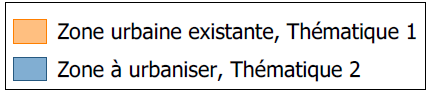 Zone urbaine existante, Thématique 1
Zone à urbaniser, Thématique 2